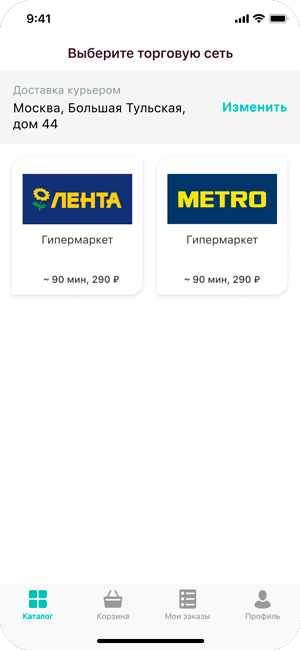 9:41
Выберите торговую сеть
Доставка курьером
Москва, Большая Тульская,
дом 44
Изменить
ЛЕНТА
METRO
Гипермаркет
Гипермаркет
~ 90 мин, 290 ₽
~ 90 мин, 290 ₽
Каталог
Корзина
Мои заказы
Профиль